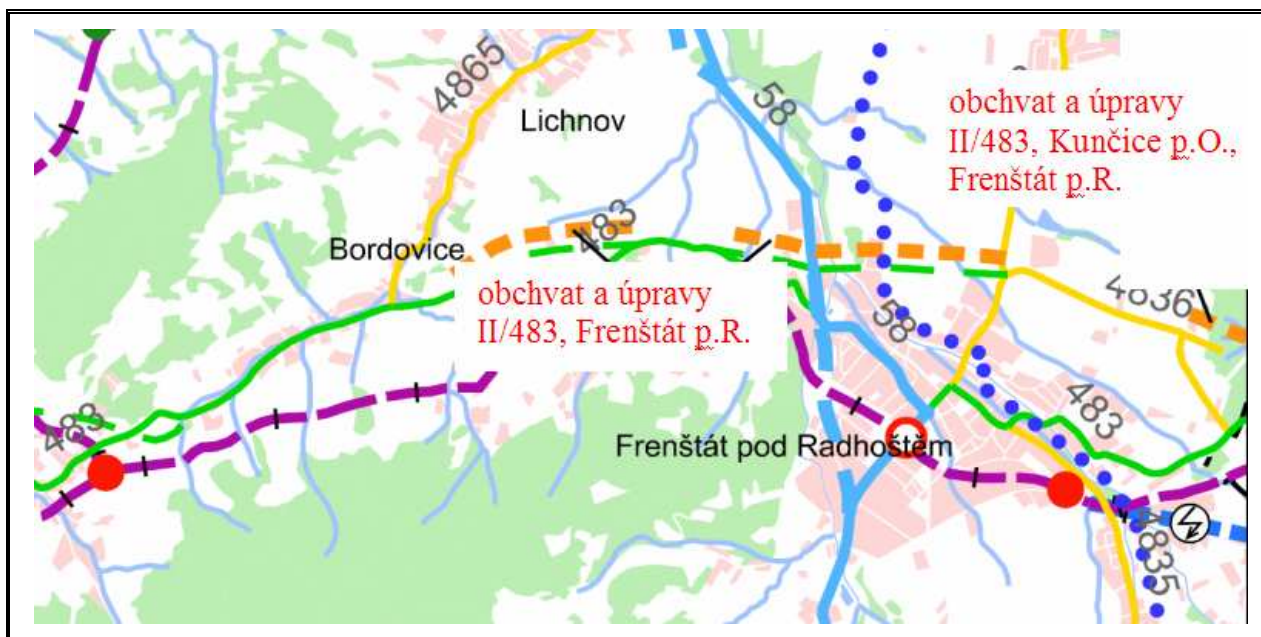 4865
58
Lichnov
obchvat a úpravy
II/483, Kunčice p.O.,
Frenštát p.R.
483
Bordovice
obchvat a úpravy
II/483, Frenštát p.R.
4836
58
483
483
Frenštát pod Radhoštěm
4835